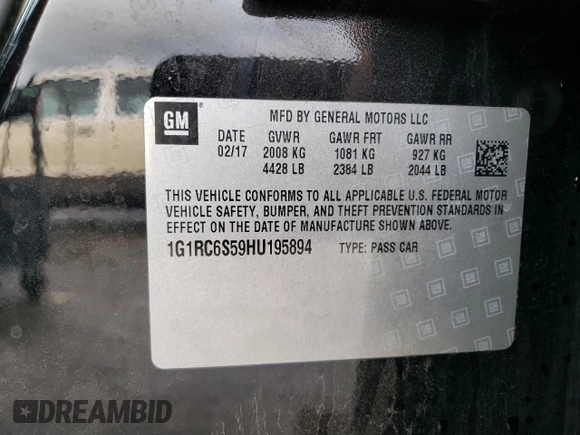 GM
MFD BY GENERAL MOTORS LLC
DATE GVWR GAWR FRT GAWR RR
02/17 2008 KG 1081 KG 927 KG
4428 LB 2384 LB 2044 LB
THIS VEHICLE CONFORMS TO ALL APPLICABLE U.S. FEDERAL MOTOR
VEHICLE SAFETY, BUMPER, AND THEFT PREVENTION STANDARDS IN
EFFECT ON THE DATE OF MANUFACTURE SHOWN ABOVE.
1G1RC6S59HU195894 TYPE: PASS CAR
DREAMBID